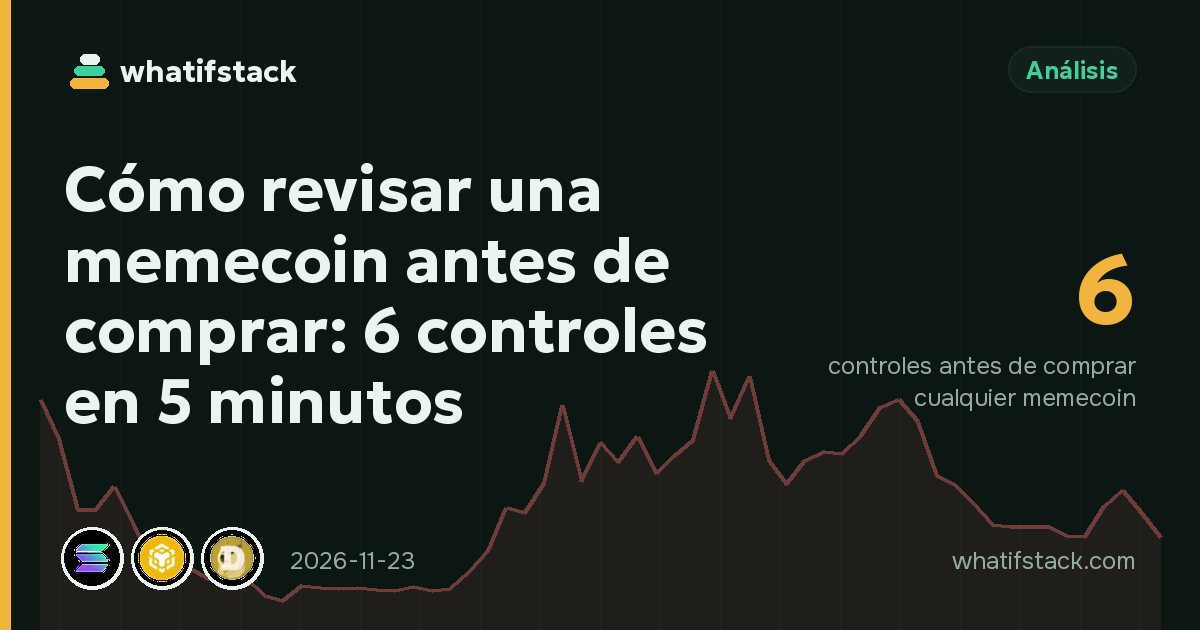 whatifstack
Análisis
Cómo revisar una
memecoin antes de
comprar: 6 controles
en 5 minutos
6
controles antes de comprar
cualquier memecoin
2026-11-23
whatifstack.com